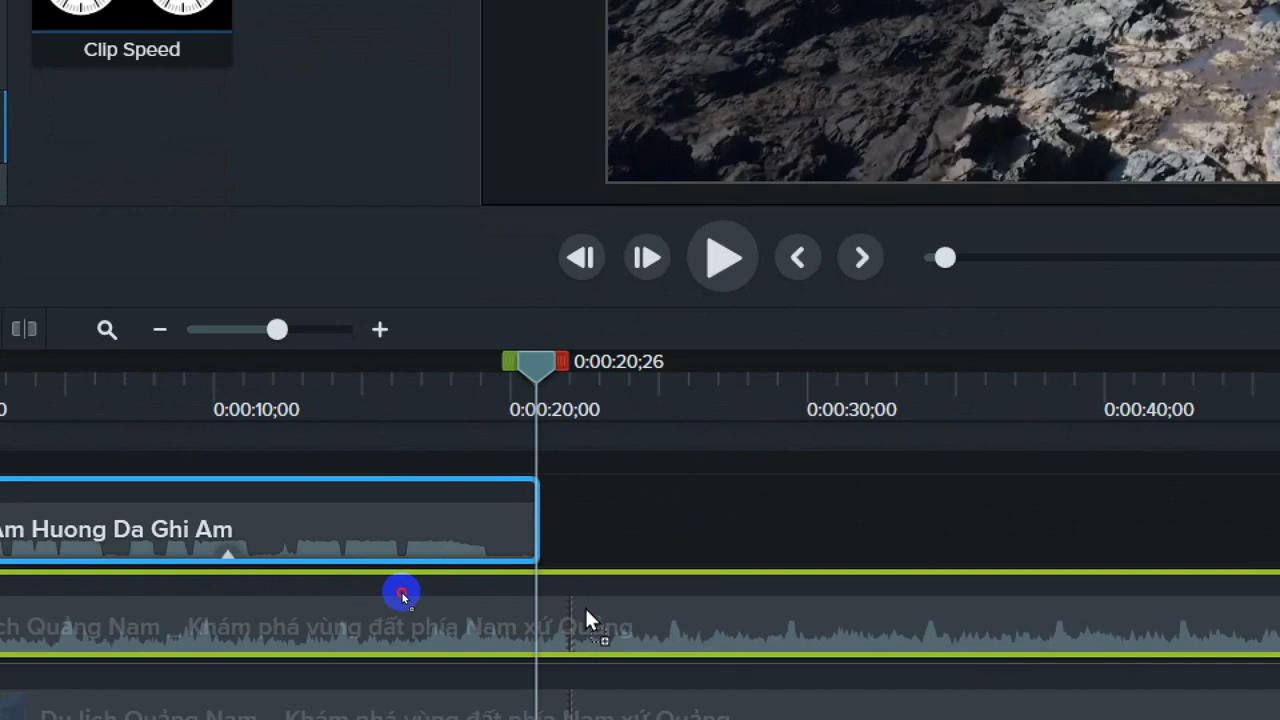 Clip Speed
0:00:20;26
0:00:10;00
0:00:20;00
0:00:30;00
0:00:40;00
Am Huong Da Ghi Am
ch Quảng Nam _ Khám phá vùng đất phía Nam xứ Quảng
Du lịch Quảng Nam _ Khám phá vùng đất phía Nam xứ Quảng